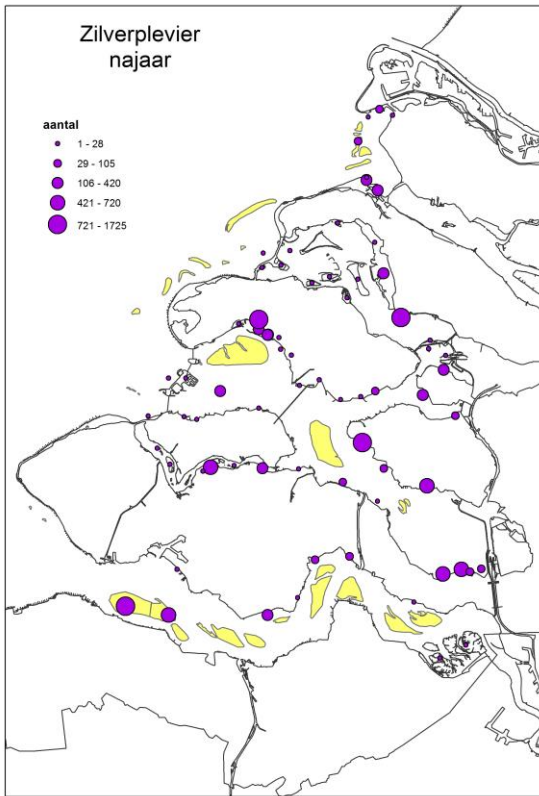 Zilverplevier
najaar
aantal
1 - 28
29 - 105
106 - 420
421 - 720
721 - 1725